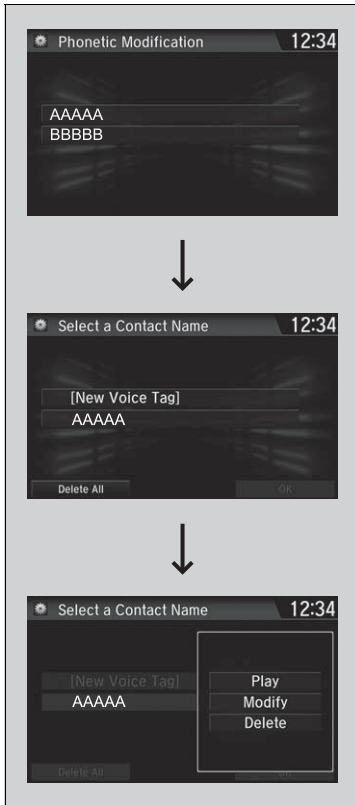 Phonetic Modification 12:34
AAAAA
BBBBB
Select a Contact Name 12:34
[New Voice Tag]
AAAAA
Delete All OK
Select a Contact Name 12:34
[New Voice Tag] Play
AAAAA Modify
Delete
Delete All OK